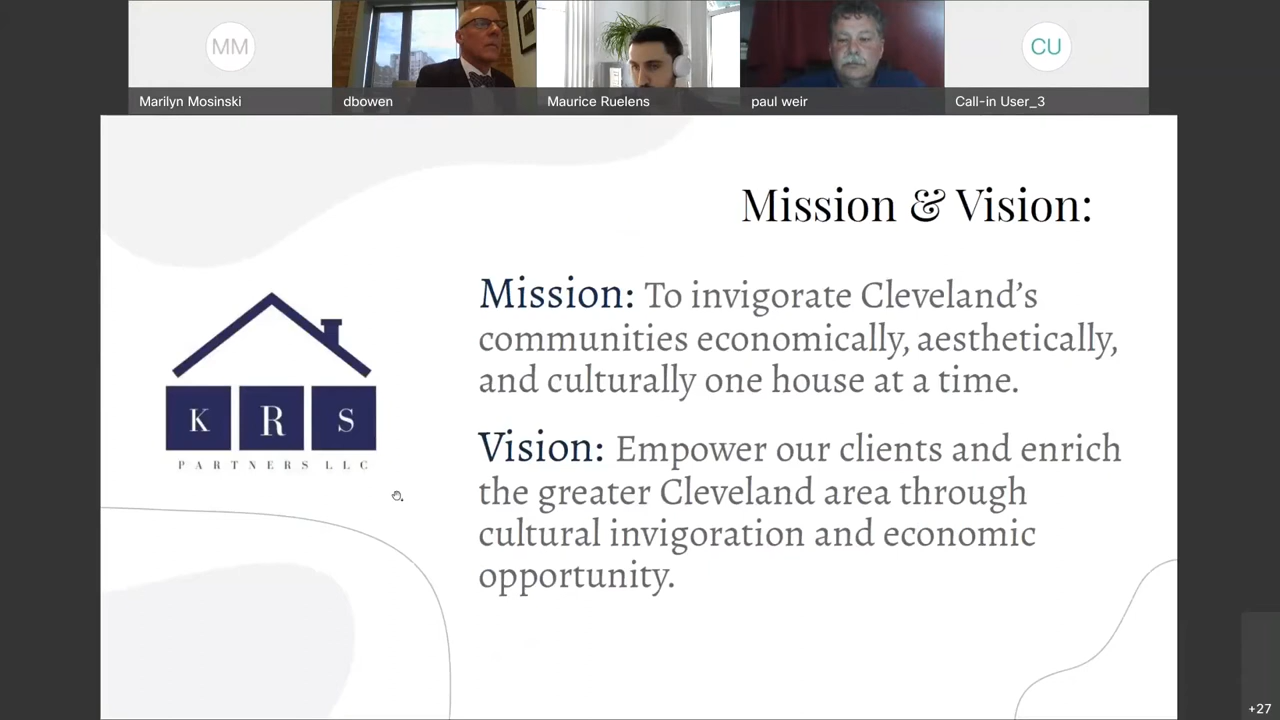 MM
CU
Marilyn Mosinski
dbowen
Maurice Ruelens
paul weir
Call-in User_3
Mission & Vision:
Mission: To invigorate Cleveland’s
communities economically, aesthetically,
and culturally one house at a time.
K R S
PARTNERS LLC
Vision: Empower our clients and enrich
the greater Cleveland area through
cultural invigoration and economic
opportunity.
+27